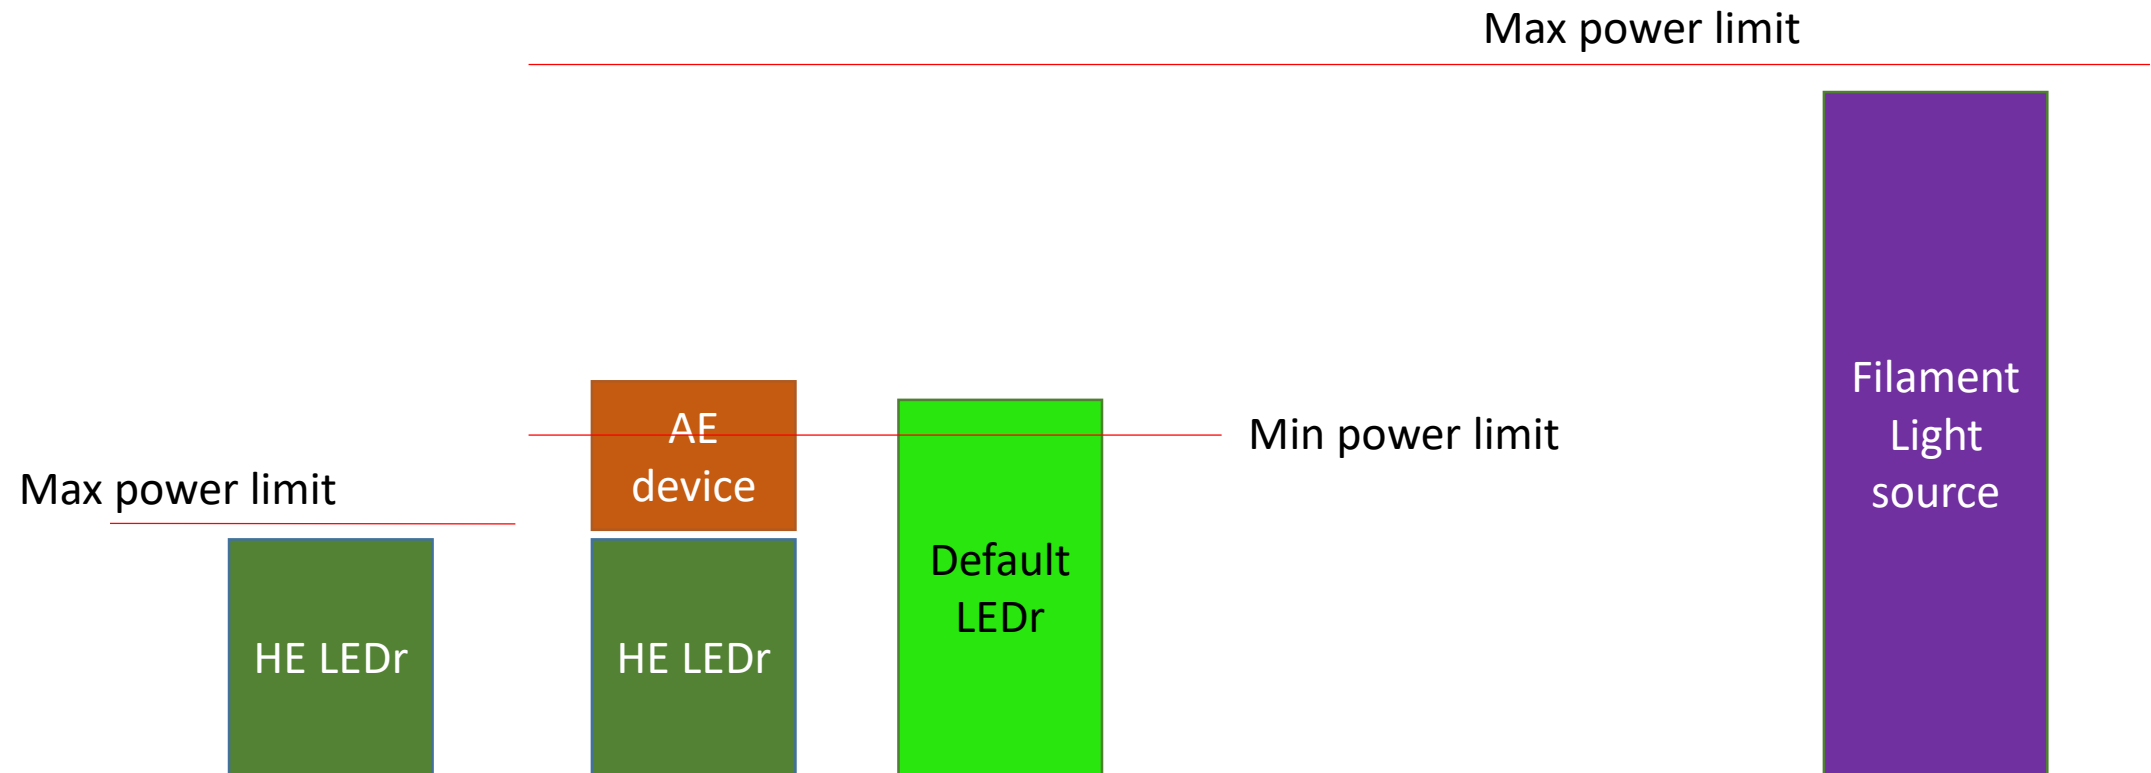 Max power limit
Filament
Light
source
AE
device
Min power limit
Max power limit
Default
LEDr
HE LEDr
HE LEDr